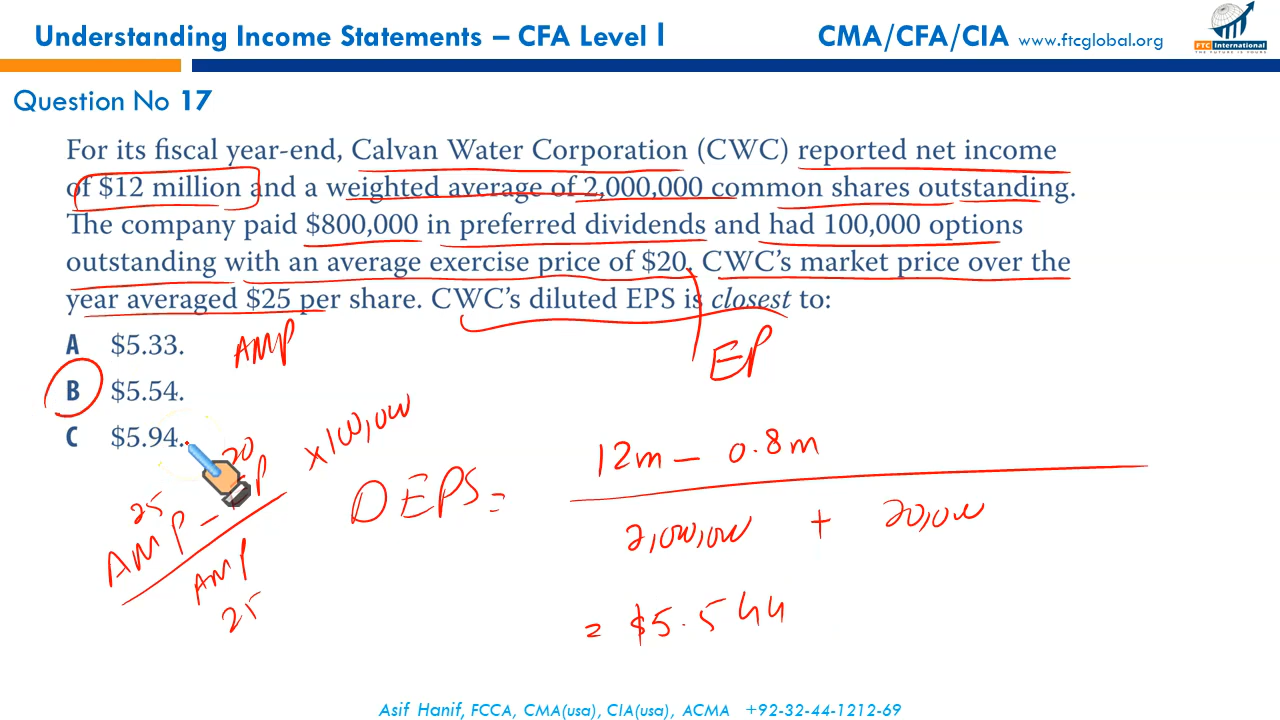 Understanding Income Statements – CFA Level I
CMA/CFA/CIA www.ftcglobal.org
FTC International
Question No 17
For its fiscal year-end, Calvan Water Corporation (CWC) reported net income
of $12 million and a weighted average of 2,000,000 common shares outstanding.
The company paid $800,000 in preferred dividends and had 100,000 options
outstanding with an average exercise price of $20. CWC's market price over the
year averaged $25 per share. CWC's diluted EPS is closest to:
A $5.33.
B $5.54.
C $5.94.
AMP
EP
25 20
AMP – P × 100,000
AMP
25
DEPS =
12m – 0.8m
2,000,000 + 20,000
= $5.544
Asif Hanif, FCCA, CMA(usa), CIA(usa), ACMA +92-32-44-1212-69